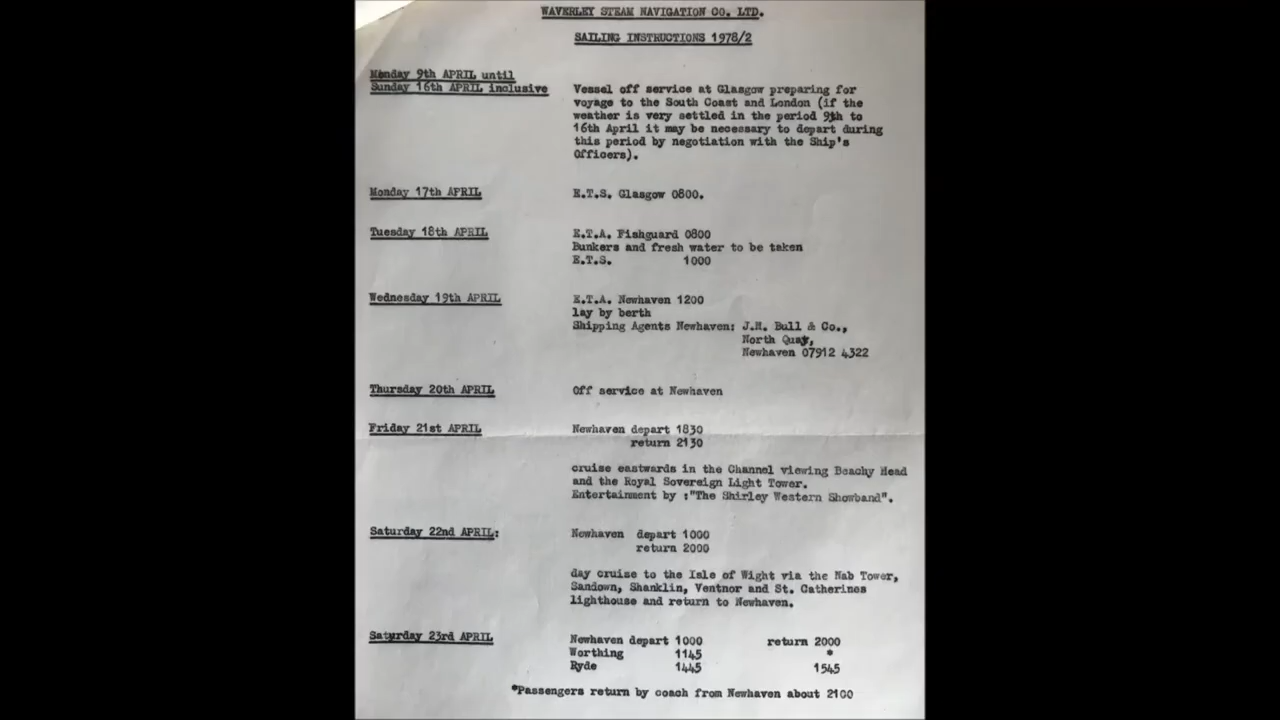 WAVERLEY STEAM NAVIGATION CO. LTD.
SAILING INSTRUCTIONS 1978/2
Monday 9th APRIL until
Sunday 16th APRIL inclusive
Vessel off service at Glasgow preparing for
voyage to the South Coast and London (if the
weather is very settled in the period 9th to
16th April it may be necessary to depart during
this period by negotiation with the Ship's
Officers).
Monday 17th APRIL
E.T.S. Glasgow 0800.
Tuesday 18th APRIL
E.T.A. Fishguard 0800
Bunkers and fresh water to be taken
E.T.S. 1000
Wednesday 19th APRIL
E.T.A. Newhaven 1200
lay by berth
Shipping Agents Newhaven: J.H. Bull & Co.,
North Quay,
Newhaven 07912 4322
Thursday 20th APRIL
Off service at Newhaven
Friday 21st APRIL
Newhaven depart 1830
return 2130
cruise eastwards in the Channel viewing Beachy Head
and the Royal Sovereign Light Tower.
Entertainment by :"The Shirley Western Showband".
Saturday 22nd APRIL:
Newhaven depart 1000
return 2000
day cruise to the Isle of Wight via the Nab Tower,
Sandown, Shanklin, Ventnor and St. Catherines
lighthouse and return to Newhaven.
Saturday 23rd APRIL
Newhaven depart 1000 return 2000
Worthing 1145 *
Ryde 1445 1545
*Passengers return by coach from Newhaven about 2100